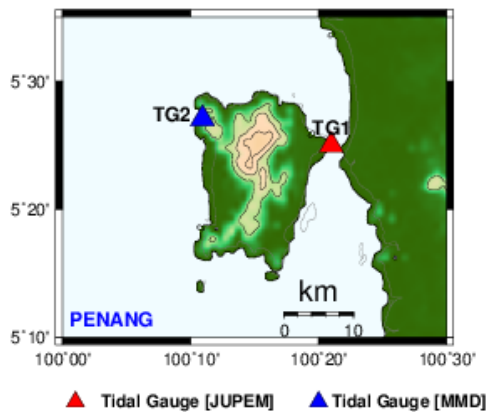 5˚30'
TG2
TG1
5˚20'
km
PENANG
0 10
5˚10'
100˚00' 100˚10' 100˚20' 100˚30'
Tidal Gauge [JUPEM] Tidal Gauge [MMD]